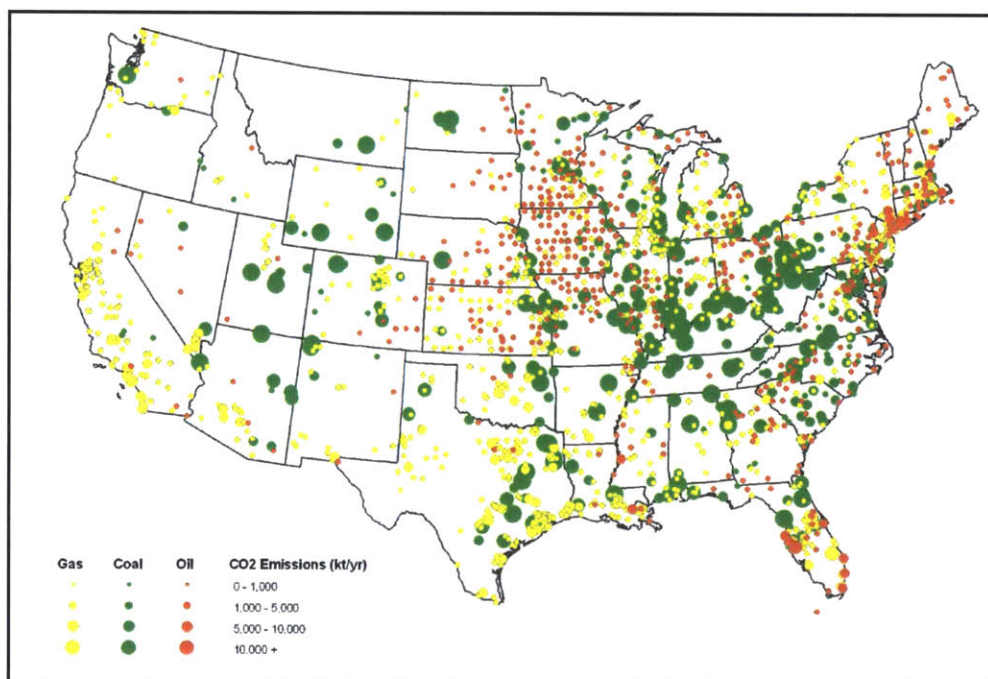 Gas Coal Oil CO2 Emissions (kt/yr)
0 - 1,000
1.000 - 5.000
5.000 - 10.000
10.000 +